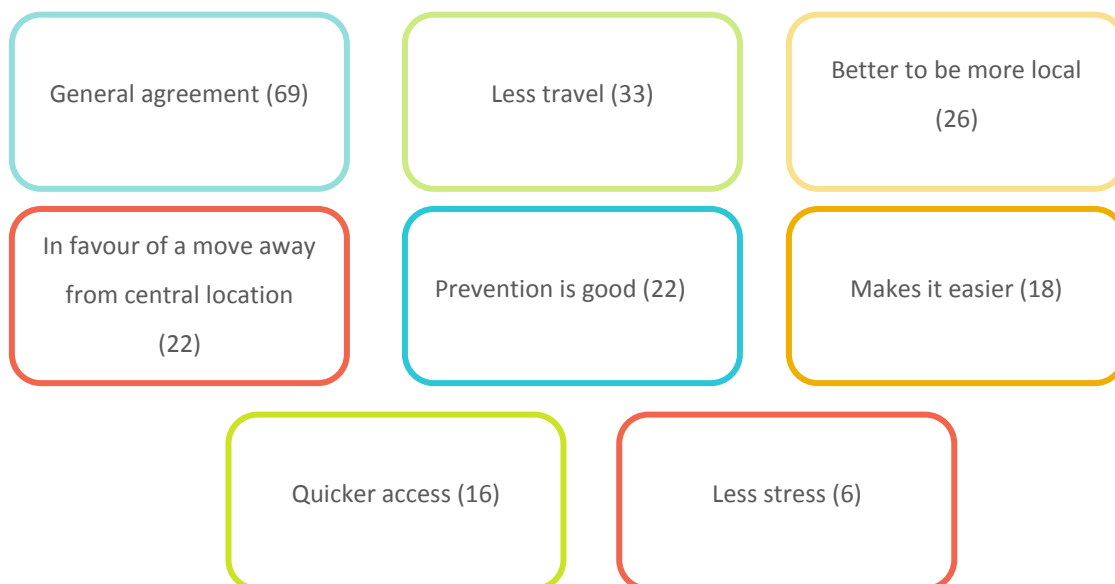 General agreement (69)
Less travel (33)
Better to be more local
(26)
In favour of a move away
from central location
(22)
Prevention is good (22)
Makes it easier (18)
Quicker access (16)
Less stress (6)